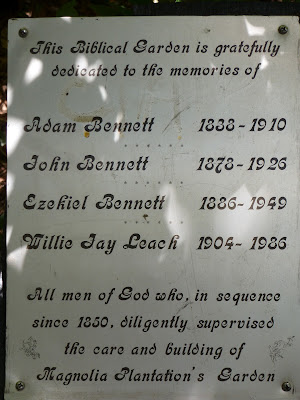 This Biblical Garden is gratefully
dedicated to the memories of
Adam Bennett 1838-1910
John Bennett 1878-1926
Ezekiel Bennett 1886-1949
Willie Jay Leach 1904-1986
All men of God who, in sequence
since 1850, diligently supervised
the care and building of
Magnolia Plantation's Garden